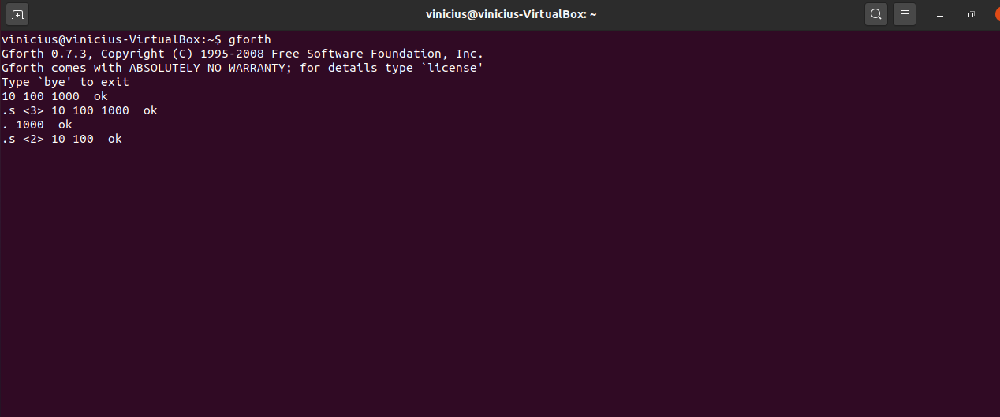 vinicius@vinicius-VirtualBox: ~
vinicius@vinicius-VirtualBox:~$ gforth
Gforth 0.7.3, Copyright (C) 1995-2008 Free Software Foundation, Inc.
Gforth comes with ABSOLUTELY NO WARRANTY; for details type `license'
Type `bye' to exit
10 100 1000  ok
.s <3> 10 100 1000  ok
. 1000  ok
.s <2> 10 100  ok